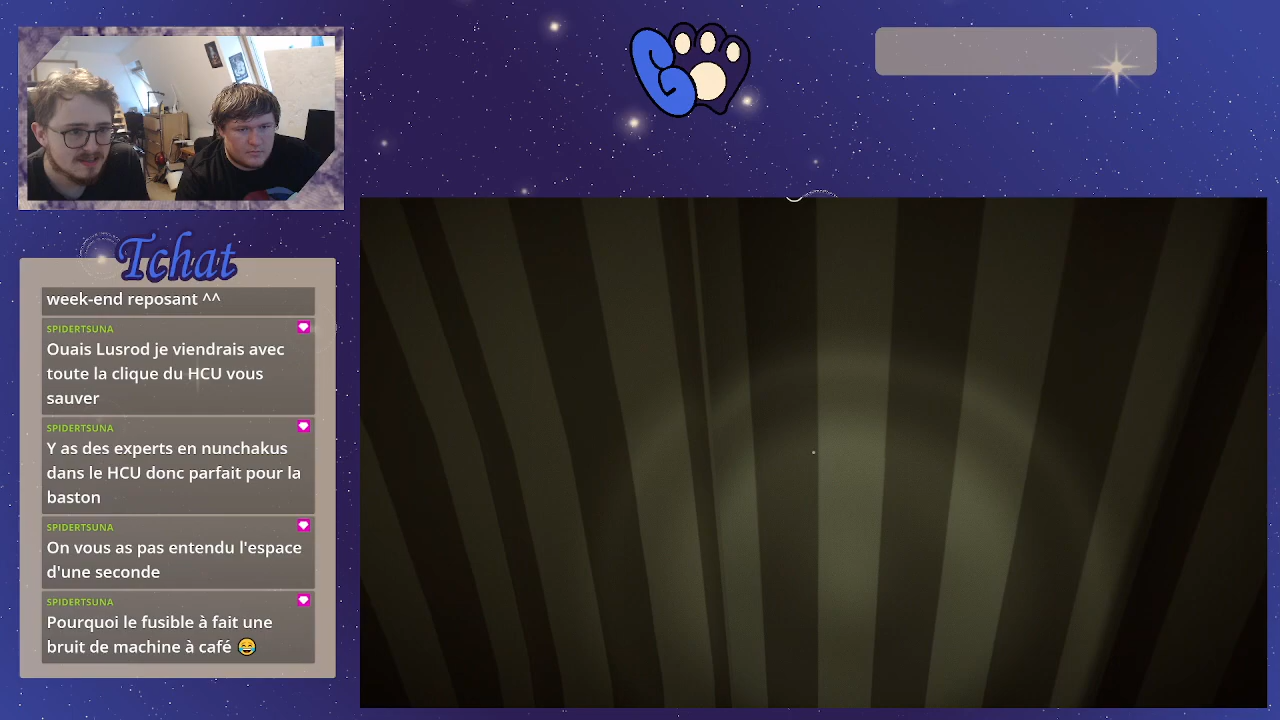 G
Tchat
week-end reposant ^^
SPIDERTSUNA
Ouais Lusrod je viendrais avec
toute la clique du HCU vous
sauver
SPIDERTSUNA
Y as des experts en nunchakus
dans le HCU donc parfait pour la
baston
SPIDERTSUNA
On vous as pas entendu l'espace
d'une seconde
SPIDERTSUNA
Pourquoi le fusible à fait une
bruit de machine à café 😂